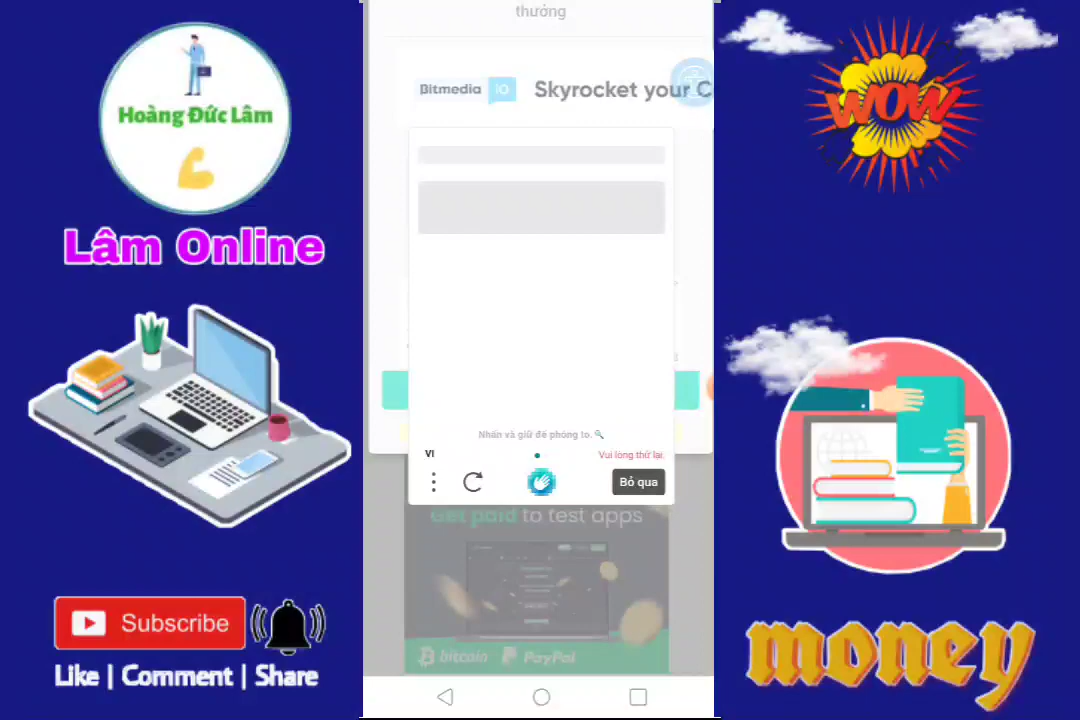 Hoàng Đức Lâm
Lâm Online
Subscribe
Like | Comment | Share
thưởng
Bitmedia IO
Skyrocket your C
Nhấn và giữ để phóng to. 🔍
VI
Vui lòng thử lại.
Bỏ qua
Get paid to test apps
bitcoin PayPal
WOW
money